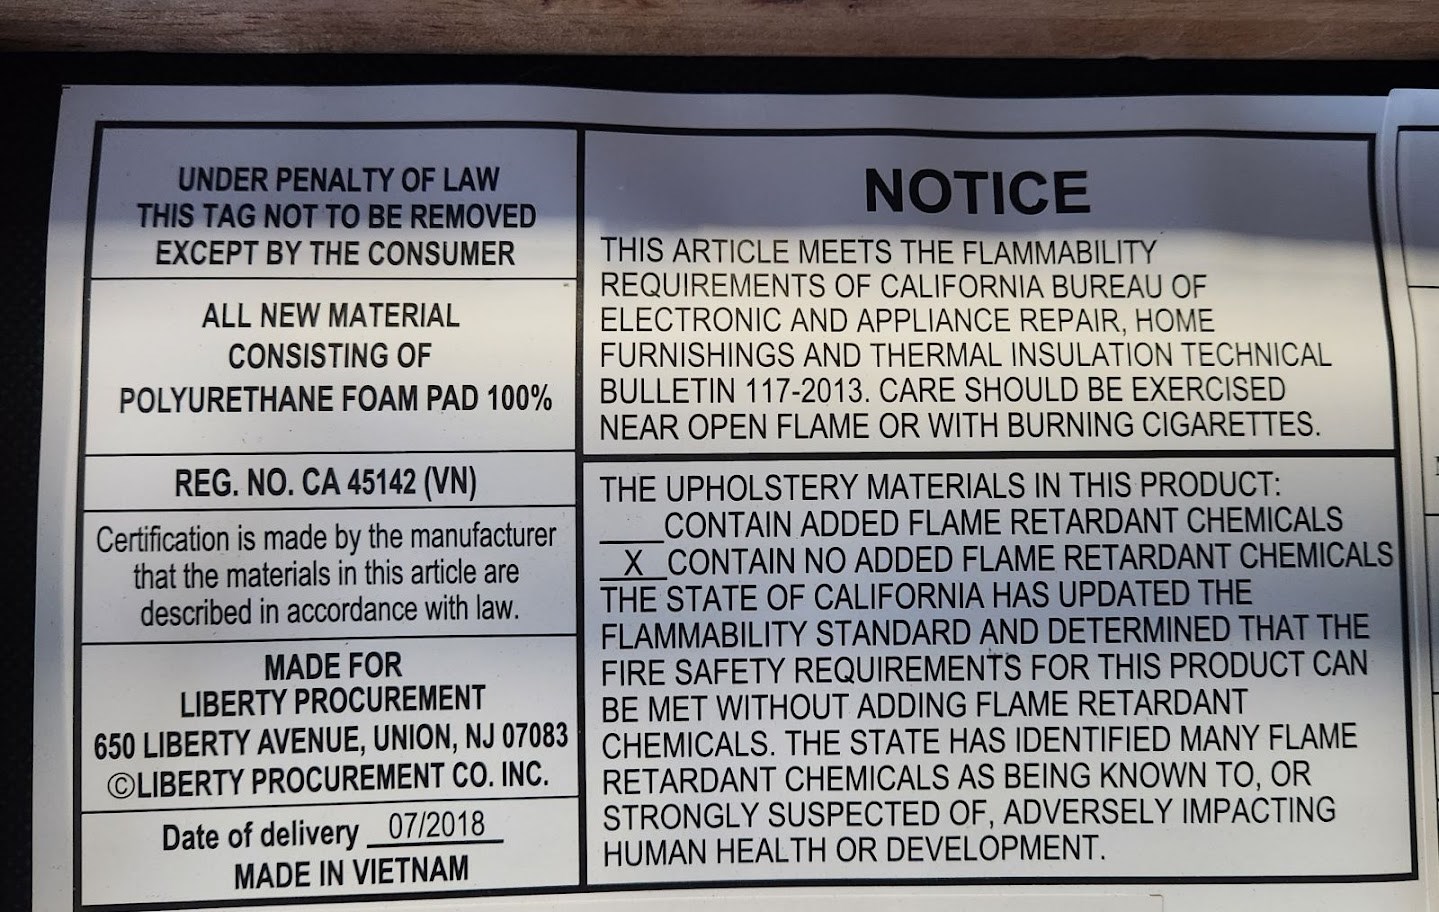 UNDER PENALTY OF LAW
THIS TAG NOT TO BE REMOVED
EXCEPT BY THE CONSUMER
ALL NEW MATERIAL
CONSISTING OF
POLYURETHANE FOAM PAD 100%
REG. NO. CA 45142 (VN)
Certification is made by the manufacturer
that the materials in this article are
described in accordance with law.
MADE FOR
LIBERTY PROCUREMENT
650 LIBERTY AVENUE, UNION, NJ 07083
©LIBERTY PROCUREMENT CO. INC.
Date of delivery 07/2018
MADE IN VIETNAM
NOTICE
THIS ARTICLE MEETS THE FLAMMABILITY
REQUIREMENTS OF CALIFORNIA BUREAU OF
ELECTRONIC AND APPLIANCE REPAIR, HOME
FURNISHINGS AND THERMAL INSULATION TECHNICAL
BULLETIN 117-2013. CARE SHOULD BE EXERCISED
NEAR OPEN FLAME OR WITH BURNING CIGARETTES.
THE UPHOLSTERY MATERIALS IN THIS PRODUCT:
____CONTAIN ADDED FLAME RETARDANT CHEMICALS
_X_CONTAIN NO ADDED FLAME RETARDANT CHEMICALS
THE STATE OF CALIFORNIA HAS UPDATED THE
FLAMMABILITY STANDARD AND DETERMINED THAT THE
FIRE SAFETY REQUIREMENTS FOR THIS PRODUCT CAN
BE MET WITHOUT ADDING FLAME RETARDANT
CHEMICALS. THE STATE HAS IDENTIFIED MANY FLAME
RETARDANT CHEMICALS AS BEING KNOWN TO, OR
STRONGLY SUSPECTED OF, ADVERSELY IMPACTING
HUMAN HEALTH OR DEVELOPMENT.